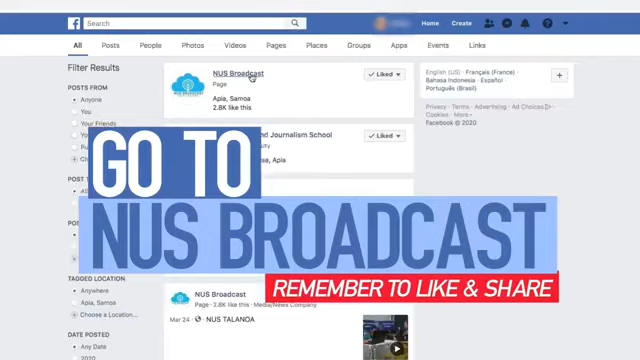 Search
Home
Create
All
Posts
People
Photos
Videos
Pages
Places
Groups
Apps
Events
Links
Filter Results
POSTS FROM
Anyone
You
Your Friends
NUS Broadcast
Page
Apia, Samoa
2.8K like this
Liked
nd Journalism School
Liked
English (US) · Français (France) ·
Bahasa Indonesia · Español ·
Português (Brasil)
Privacy · Terms · Advertising · Ad Choices
Cookies · More
Facebook © 2020
GO TO
NUS BROADCAST
REMEMBER TO LIKE & SHARE
TAGGED LOCATION
Anywhere
Apia, Samoa
Choose a Location...
DATE POSTED
Any Date
2020
NUS Broadcast
Page · 2.8K like this · Media/News Company
Mar 24 · NUS TALANOA